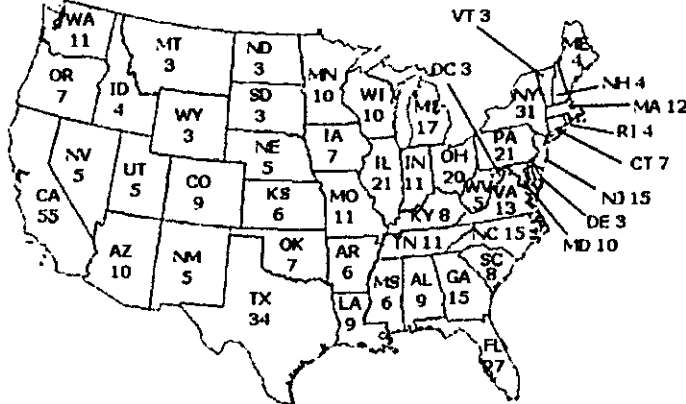 VT 3
WA
11
MT
3
ND
3
ME
4
OR
7
ID
4
MN
10
DC 3
NH 4
SD
3
WI
10
MI
17
NY
31
MA 12
WY
3
RI 4
IA
7
PA
21
CT 7
NE
5
OH
20
NV
5
UT
5
IL
21
IN
11
NJ 15
CO
9
WV
5
VA
13
CA
55
KS
6
MO
11
DE 3
KY 8
MD 10
NC 15
TN 11
AZ
10
NM
5
OK
7
AR
6
SC
8
MS
6
AL
9
GA
15
TX
34
LA
9
FL
27